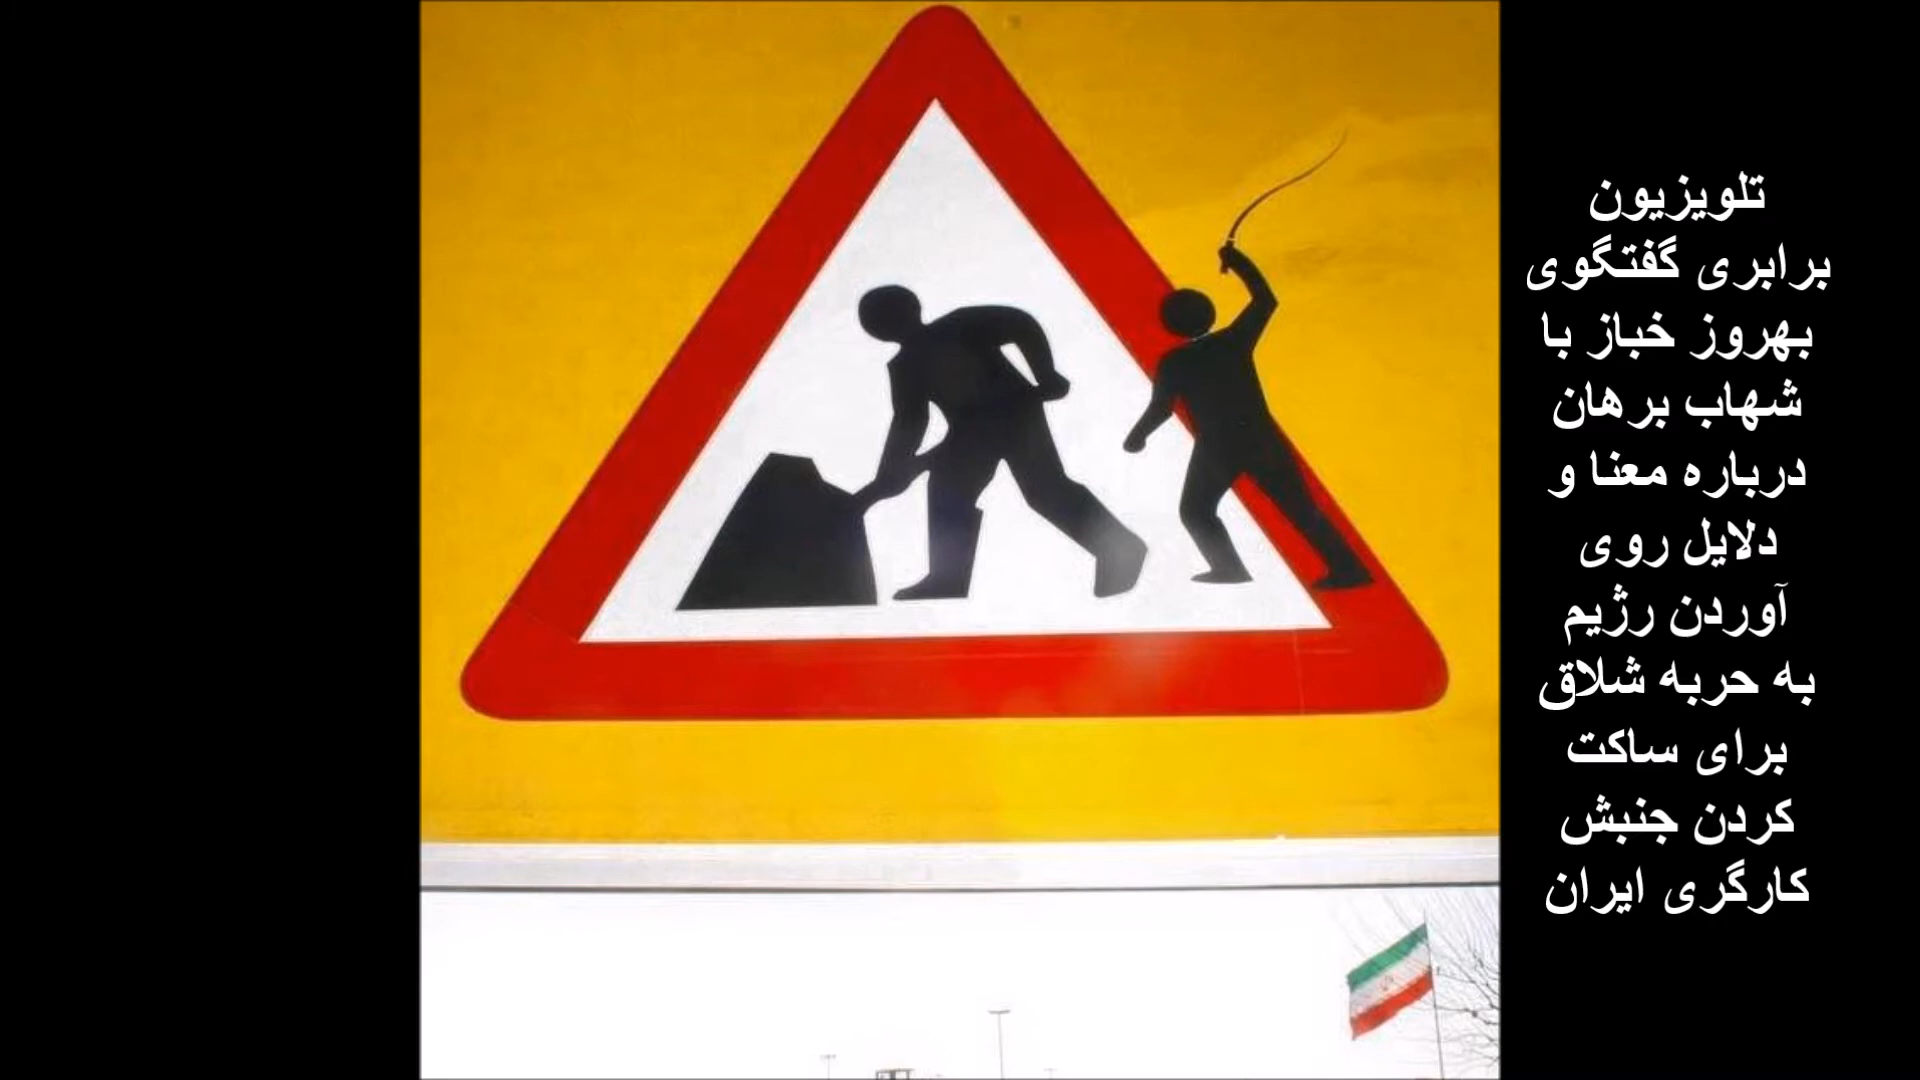 تلویزیون
برابری گفتگوی
بهروز خباز با
شهاب برهان
درباره معنا و
دلایل روی
آوردن رژیم
به حربه شلاق
برای ساکت
کردن جنبش
کارگری ایران